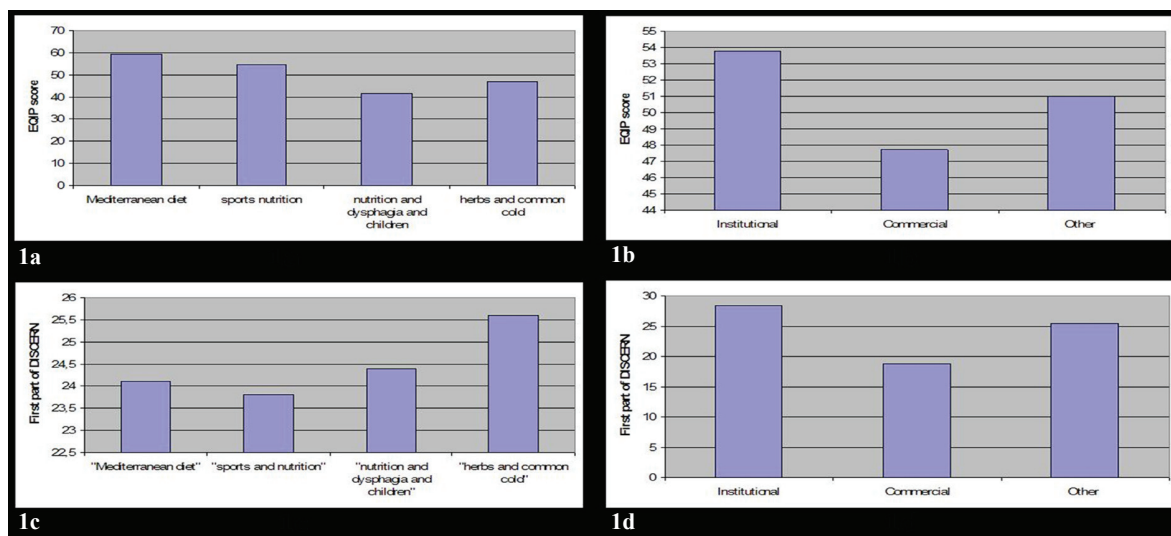 70
60
50
40
30
20
10
0
EQIP score
Mediterranean diet
sports nutrition
nutrition and
dysphagia and
children
herbs and common
cold
1a
55
54
53
52
51
50
49
48
47
46
45
44
EQIP score
Institutional
Commercial
Other
1b
26
25,5
25
24,5
24
23,5
23
22,5
First part of DISCERN
"Mediterranean diet"
"sports and nutrition"
"nutrition and
dysphagia and
children"
"herbs and common
cold"
1c
30
25
20
15
10
5
0
First part of DISCERN
Institutional
Commercial
Other
1d